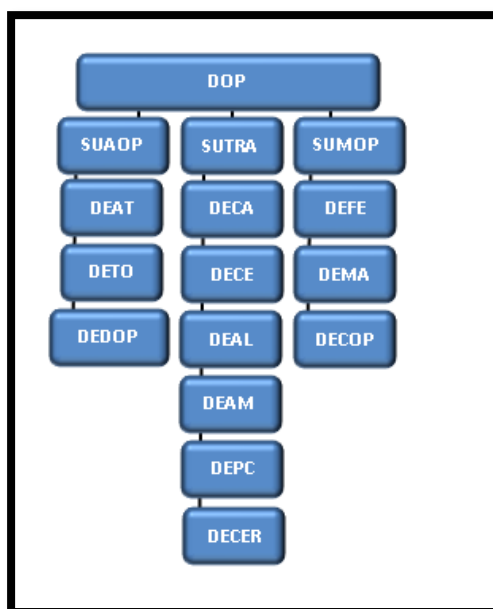 DOP
SUAOP
DEAT
DETO
DEDOP
SUTRA
DECA
DECE
DEAL
DEAM
DEPC
DECER
SUMOP
DEFE
DEMA
DECOP